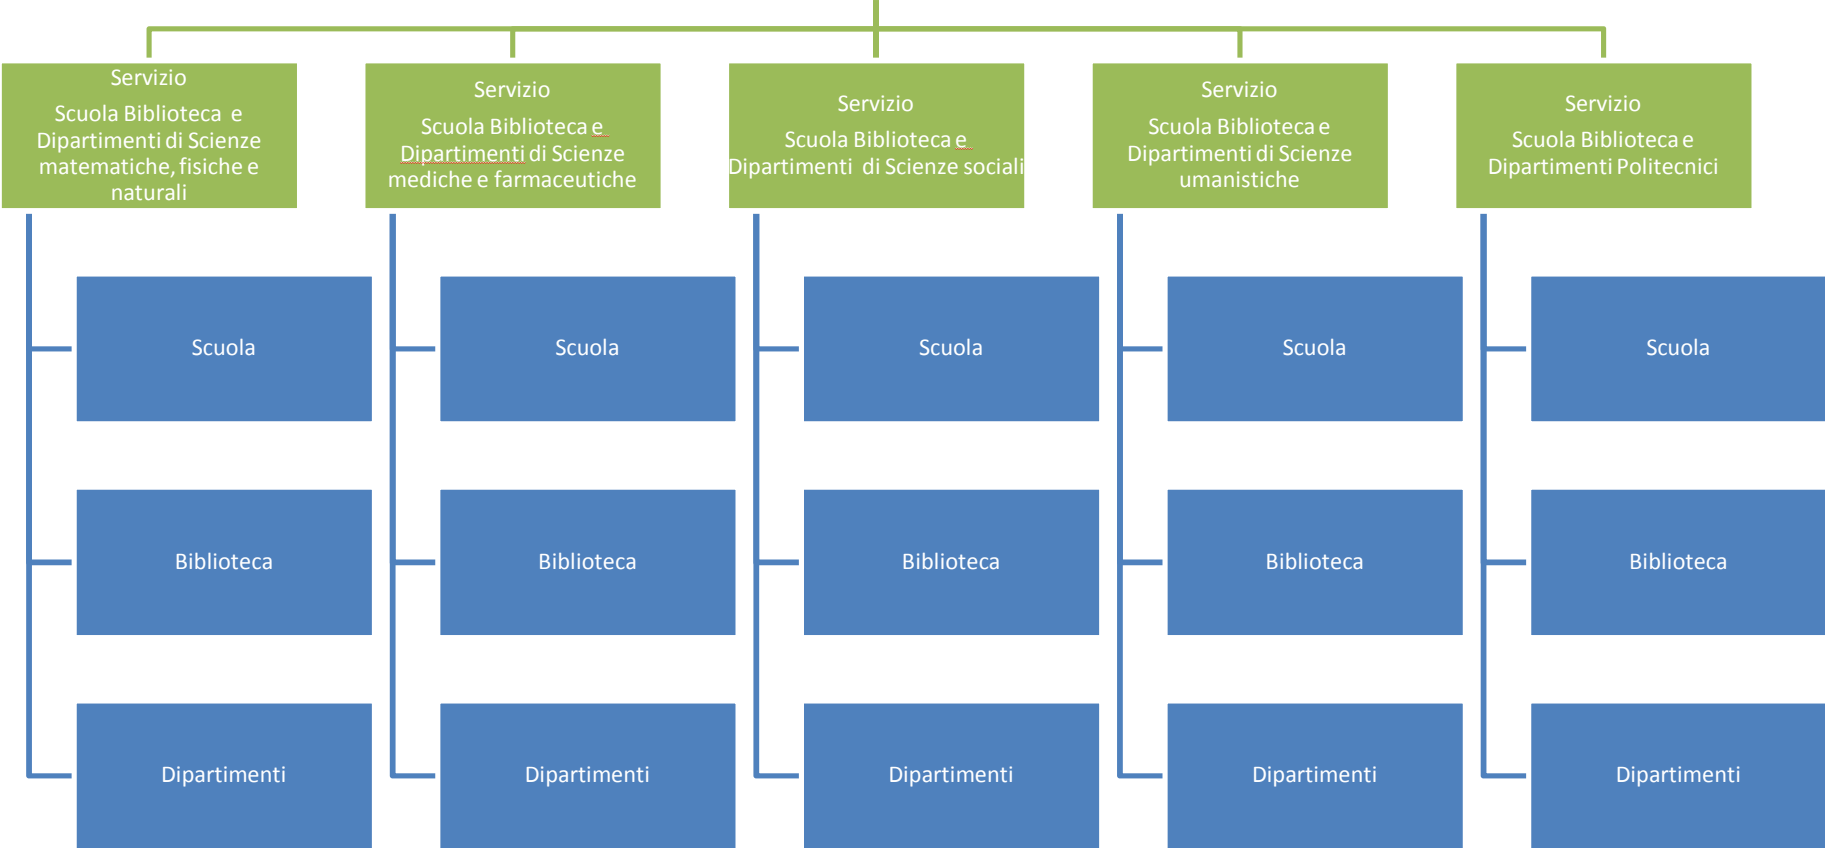 Servizio
Scuola Biblioteca e
Dipartimenti di Scienze
matematiche, fisiche e
naturali
Servizio
Scuola Biblioteca e
Dipartimenti di Scienze
mediche e farmaceutiche
Servizio
Scuola Biblioteca e
Dipartimenti di Scienze sociali
Servizio
Scuola Biblioteca e
Dipartimenti di Scienze
umanistiche
Servizio
Scuola Biblioteca e
Dipartimenti Politecnici
Scuola
Scuola
Scuola
Scuola
Scuola
Biblioteca
Biblioteca
Biblioteca
Biblioteca
Biblioteca
Dipartimenti
Dipartimenti
Dipartimenti
Dipartimenti
Dipartimenti